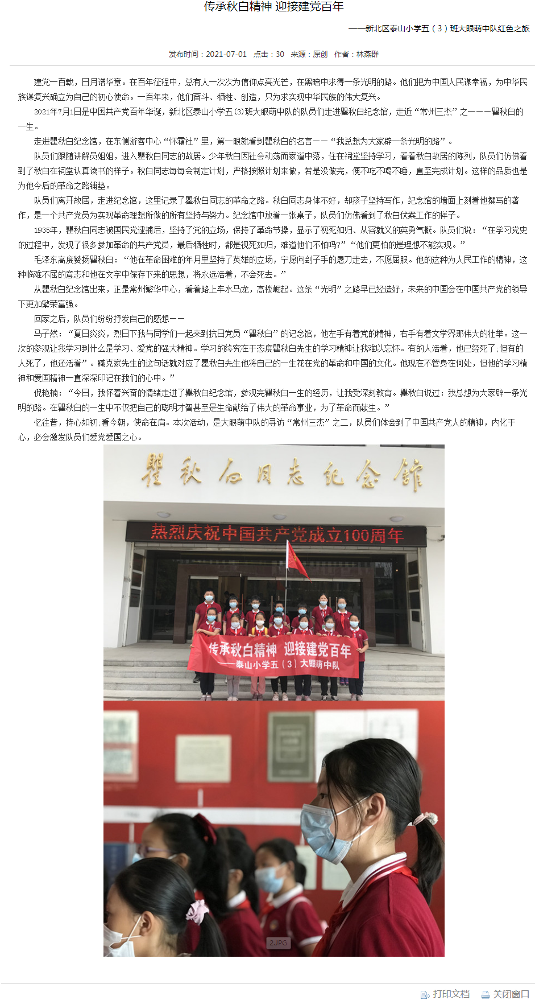 传承秋白精神 迎接建党百年
——新北区泰山小学五（3）班大眼萌中队红色之旅
发布时间：2021-07-01 点击：30 来源：原创 作者：林燕群
建党一百载，日月谱华章。在百年征程中，总有人一次次为信仰点亮光芒，在黑暗中求得一条光明的路。他们把为中国人民谋幸福，为中华民
族谋复兴确立为自己的初心使命。一百年来，他们奋斗、牺牲、创造，只为求实现中华民族的伟大复兴。
2021年7月1日是中国共产党百年华诞，新北区泰山小学五(3)班大眼萌中队的队员们走进瞿秋白纪念馆，走近“常州三杰”之一——瞿秋白的
一生。
走进瞿秋白纪念馆，在东侧游客中心“怀霜社”里，第一眼就看到瞿秋白的名言——“我总想为大家辟一条光明的路”。
队员们跟随讲解员姐姐，进入瞿秋白同志的故居。少年秋白因社会动荡而家道中落，住在祠堂坚持学习，看着秋白故居的陈列，队员们仿佛看
到了秋白在祠堂认真读书的样子。秋白同志每每会制定计划，严格按照计划来做，若是没做完，便不吃不喝不睡，直至完成计划。这样的品质也是
为他今后的革命之路铺垫。
队员们离开故居，走进纪念馆，这里记录了瞿秋白同志的革命之路。秋白同志身体不好，却孩子坚持写作，纪念馆的墙面上刻着他撰写的著
作，是一个共产党员为实现革命理想所做的所有坚持与努力。纪念馆中放着一张桌子，队员们仿佛看到了秋白伏案工作的样子。
1935年，瞿秋白同志被国民党逮捕后，坚持了党的立场，保持了革命节操，显示了视死如归、从容就义的英勇气概。队员们说：“在学习党史
的过程中，发现了很多参加革命的共产党员，最后牺牲时，都是视死如归，难道他们不怕吗?”“他们更怕的是理想不能实现。”
毛泽东高度赞扬瞿秋白：“他在革命困难的年月里坚持了英雄的立场，宁愿向刽子手的屠刀走去，不愿屈服。他的这种为人民工作的精神，这
种临难不屈的意志和他在文字中保存下来的思想，将永远活着，不会死去。”
从瞿秋白纪念馆出来，正是常州繁华中心，看着路上车水马龙，高楼崛起。这条“光明”之路早已经造好，未来的中国会在中国共产党的领导
下更加繁荣富强。
回家之后，队员们纷纷抒发自己的感想——
马子然：“夏日炎炎，烈日下我与同学们一起来到抗日党员“瞿秋白”的记念馆，他左手有着党的精神，右手有着文学界那伟大的壮举。这一
次的参观让我学习到什么是学习、爱党的强大精神。学习的终究在于态度瞿秋白先生的学习精神让我难以忘怀。有的人活着，他已经死了;但有的
人死了，他还活着”。臧克家先生的这句话就对应了瞿秋白先生他将自己的一生花在党的革命和中国的文化。他现在不管身在何处，但他的学习精
神和爱国精神一直深深印记在我们的心中。”
倪艳楠：“今日，我怀着兴奋的情绪走进了瞿秋白纪念馆，参观完瞿秋白一生的经历，让我受深刻教育。瞿秋白说过：我总想为大家辟一条光
明的路。在瞿秋白的一生中不仅把自己的聪明才智甚至是生命献给了伟大的革命事业，为了革命而献生。”
忆往昔，持心如初;看今朝，使命在肩。本次活动，是大眼萌中队的寻访“常州三杰”之二，队员们体会到了中国共产党人的精神，内化于
心，必会激发队员们爱党爱国之心。
瞿秋白同志纪念馆
热烈庆祝中国共产党成立100周年
传承秋白精神 迎接建党百年
——泰山小学五（3）大眼萌中队
2.JPG
打印文档 关闭窗口